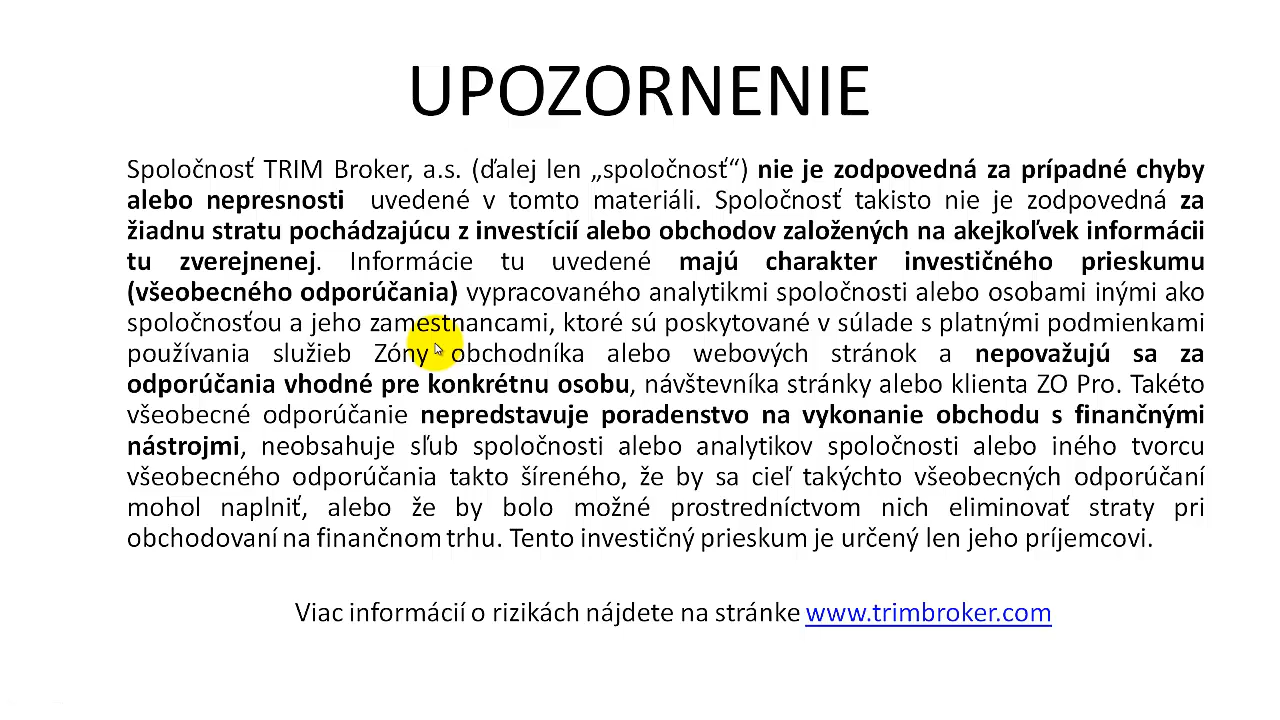 UPOZORNENIE
Spoločnosť TRIM Broker, a.s. (ďalej len „spoločnosť“) nie je zodpovedná za prípadné chyby
alebo nepresnosti uvedené v tomto materiáli. Spoločnosť takisto nie je zodpovedná za
žiadnu stratu pochádzajúcu z investícií alebo obchodov založených na akejkoľvek informácii
tu zverejnenej. Informácie tu uvedené majú charakter investičného prieskumu
(všeobecného odporúčania) vypracovaného analytikmi spoločnosti alebo osobami inými ako
spoločnosťou a jeho zamestnancami, ktoré sú poskytované v súlade s platnými podmienkami
používania služieb Zóny obchodníka alebo webových stránok a nepovažujú sa za
odporúčania vhodné pre konkrétnu osobu, návštevníka stránky alebo klienta ZO Pro. Takéto
všeobecné odporúčanie nepredstavuje poradenstvo na vykonanie obchodu s finančnými
nástrojmi, neobsahuje sľub spoločnosti alebo analytikov spoločnosti alebo iného tvorcu
všeobecného odporúčania takto šíreného, že by sa cieľ takýchto všeobecných odporúčaní
mohol naplniť, alebo že by bolo možné prostredníctvom nich eliminovať straty pri
obchodovaní na finančnom trhu. Tento investičný prieskum je určený len jeho príjemcovi.
Viac informácií o rizikách nájdete na stránke www.trimbroker.com